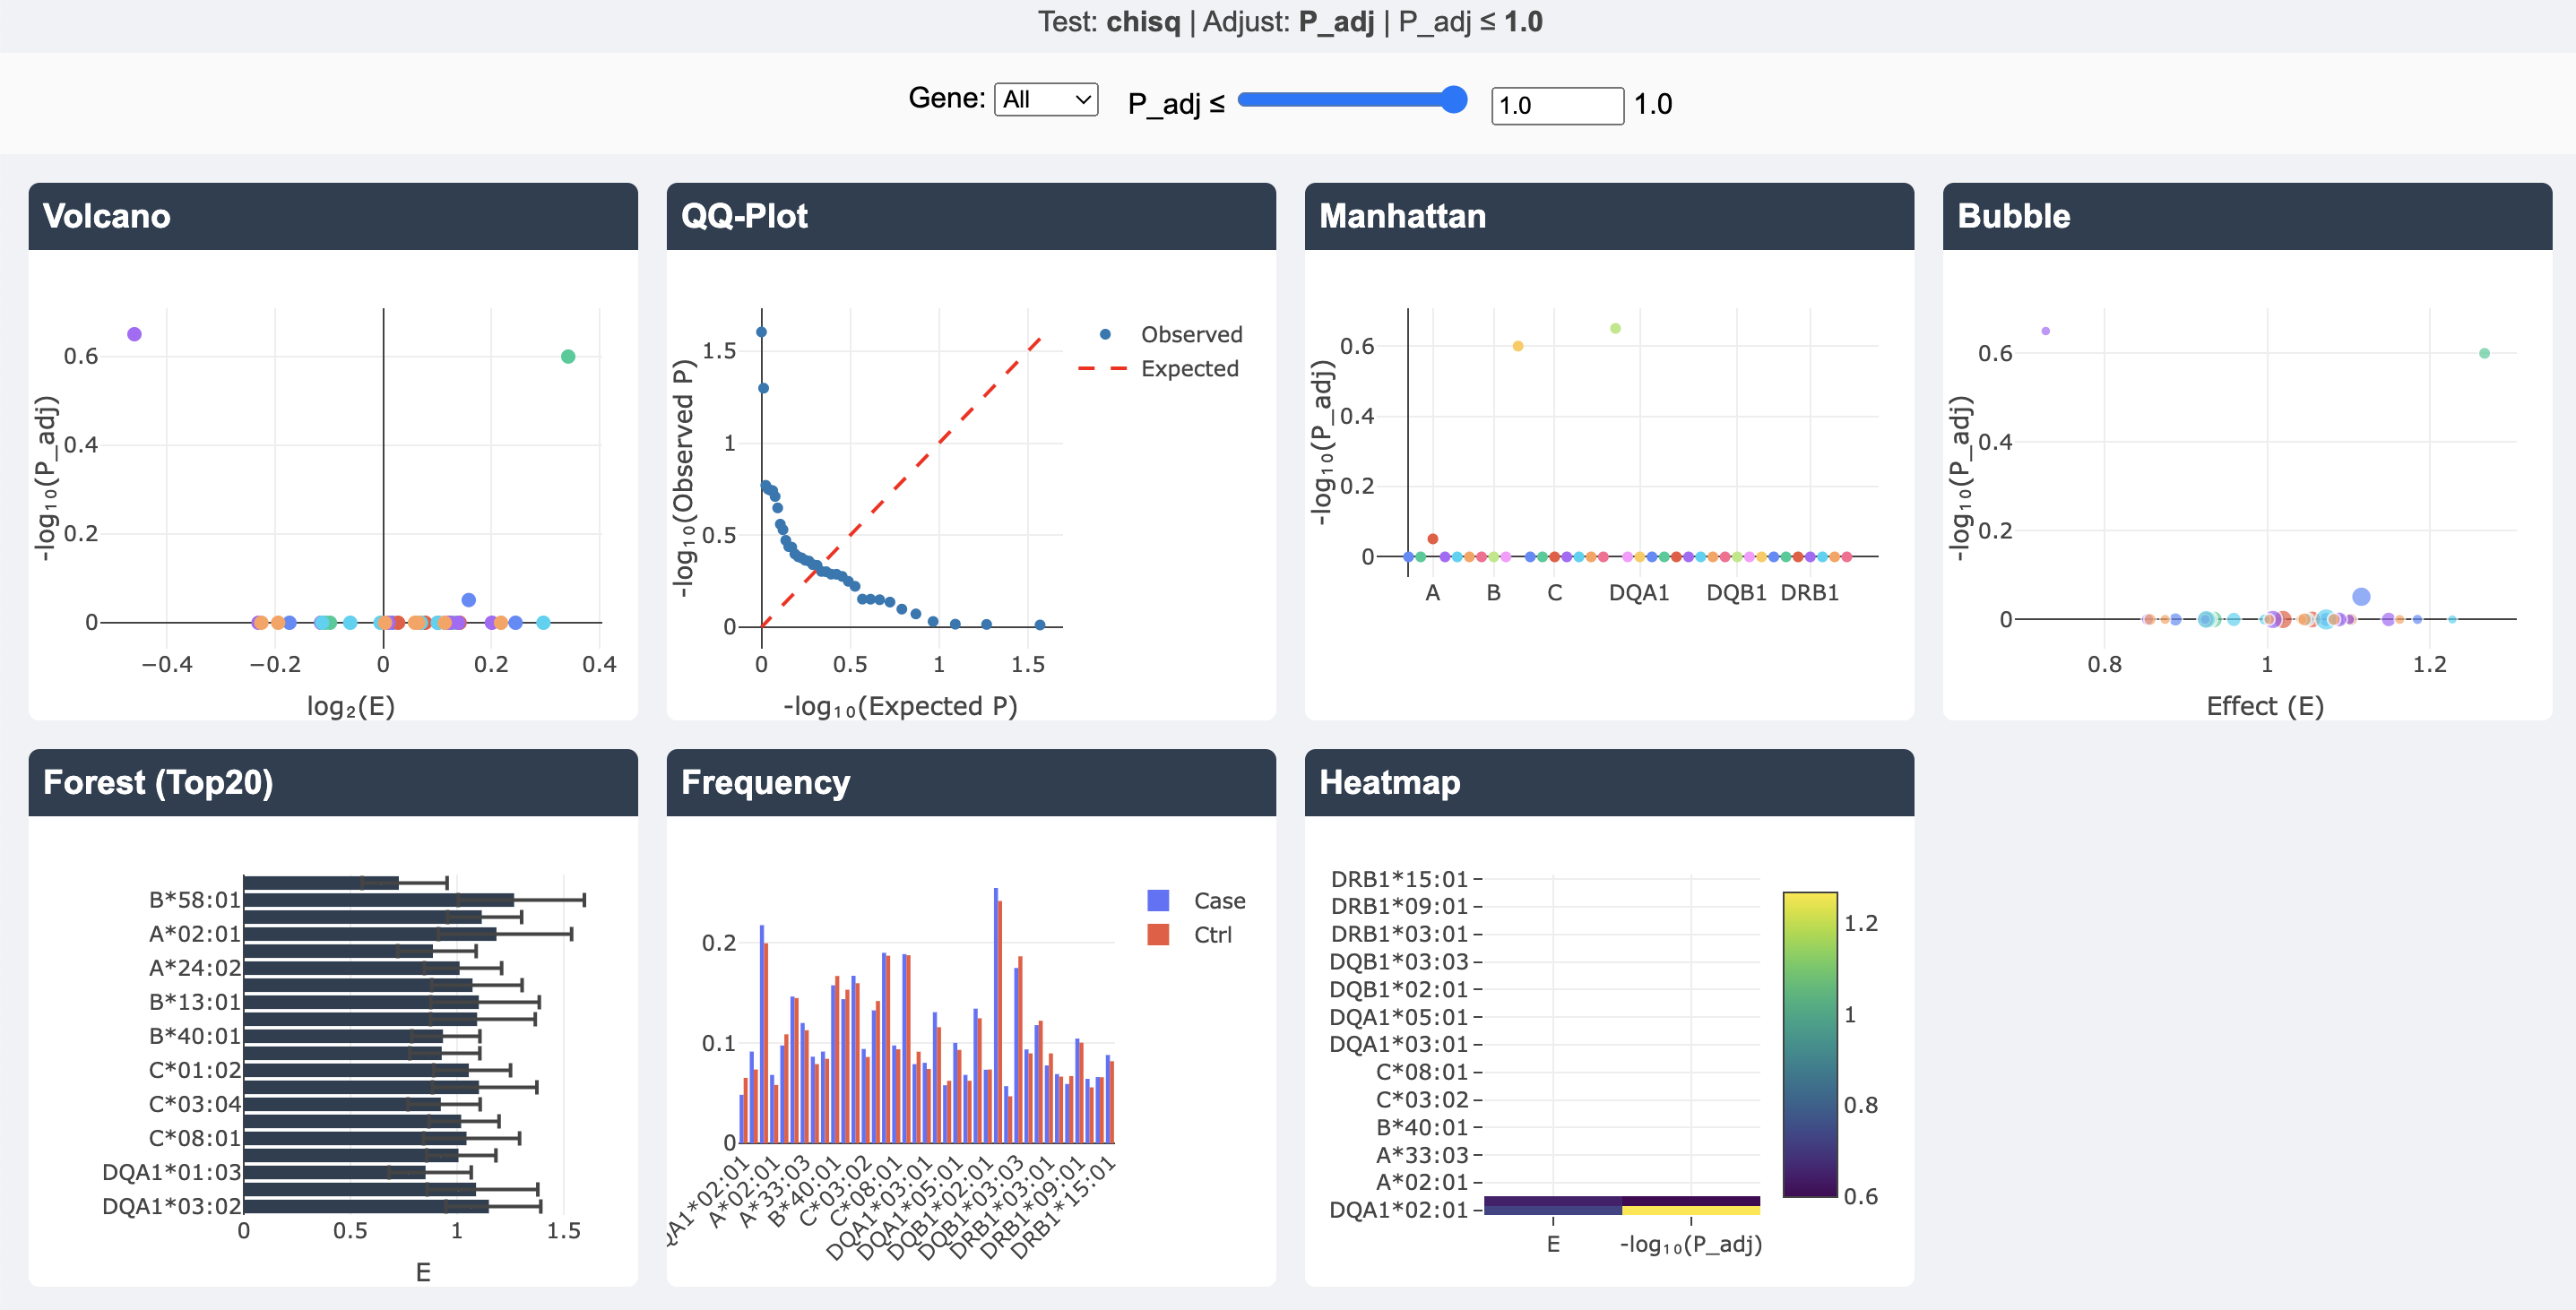 Test: chisq | Adjust: P_adj | P_adj ≤ 1.0
Gene: All P_adj ≤ 1.0 1.0
Volcano
-log₁₀(P_adj)
0.6
0.4
0.2
0
−0.4 −0.2 0 0.2 0.4
log₂(E)
QQ-Plot
-log₁₀(Observed P)
1.5
1
0.5
0
0 0.5 1 1.5
-log₁₀(Expected P)
Observed
Expected
Manhattan
-log₁₀(P_adj)
0.6
0.4
0.2
0
A B C DQA1 DQB1 DRB1
Bubble
-log₁₀(P_adj)
0.6
0.4
0.2
0
0.8 1 1.2
Effect (E)
Forest (Top20)
B*58:01
A*02:01
A*24:02
B*13:01
B*40:01
C*01:02
C*03:04
C*08:01
DQA1*01:03
DQA1*03:02
0 0.5 1 1.5
E
Frequency
0.2
0.1
0
QA1*02:01
A*02:01
A*33:03
B*40:01
C*03:02
C*08:01
DQA1*03:01
DQA1*05:01
DQB1*02:01
DQB1*03:03
DRB1*03:01
DRB1*09:01
DRB1*15:01
Case
Ctrl
Heatmap
DRB1*15:01
DRB1*09:01
DRB1*03:01
DQB1*03:03
DQB1*02:01
DQA1*05:01
DQA1*03:01
C*08:01
C*03:02
B*40:01
A*33:03
A*02:01
DQA1*02:01
E -log₁₀(P_adj)
1.2
1
0.8
0.6